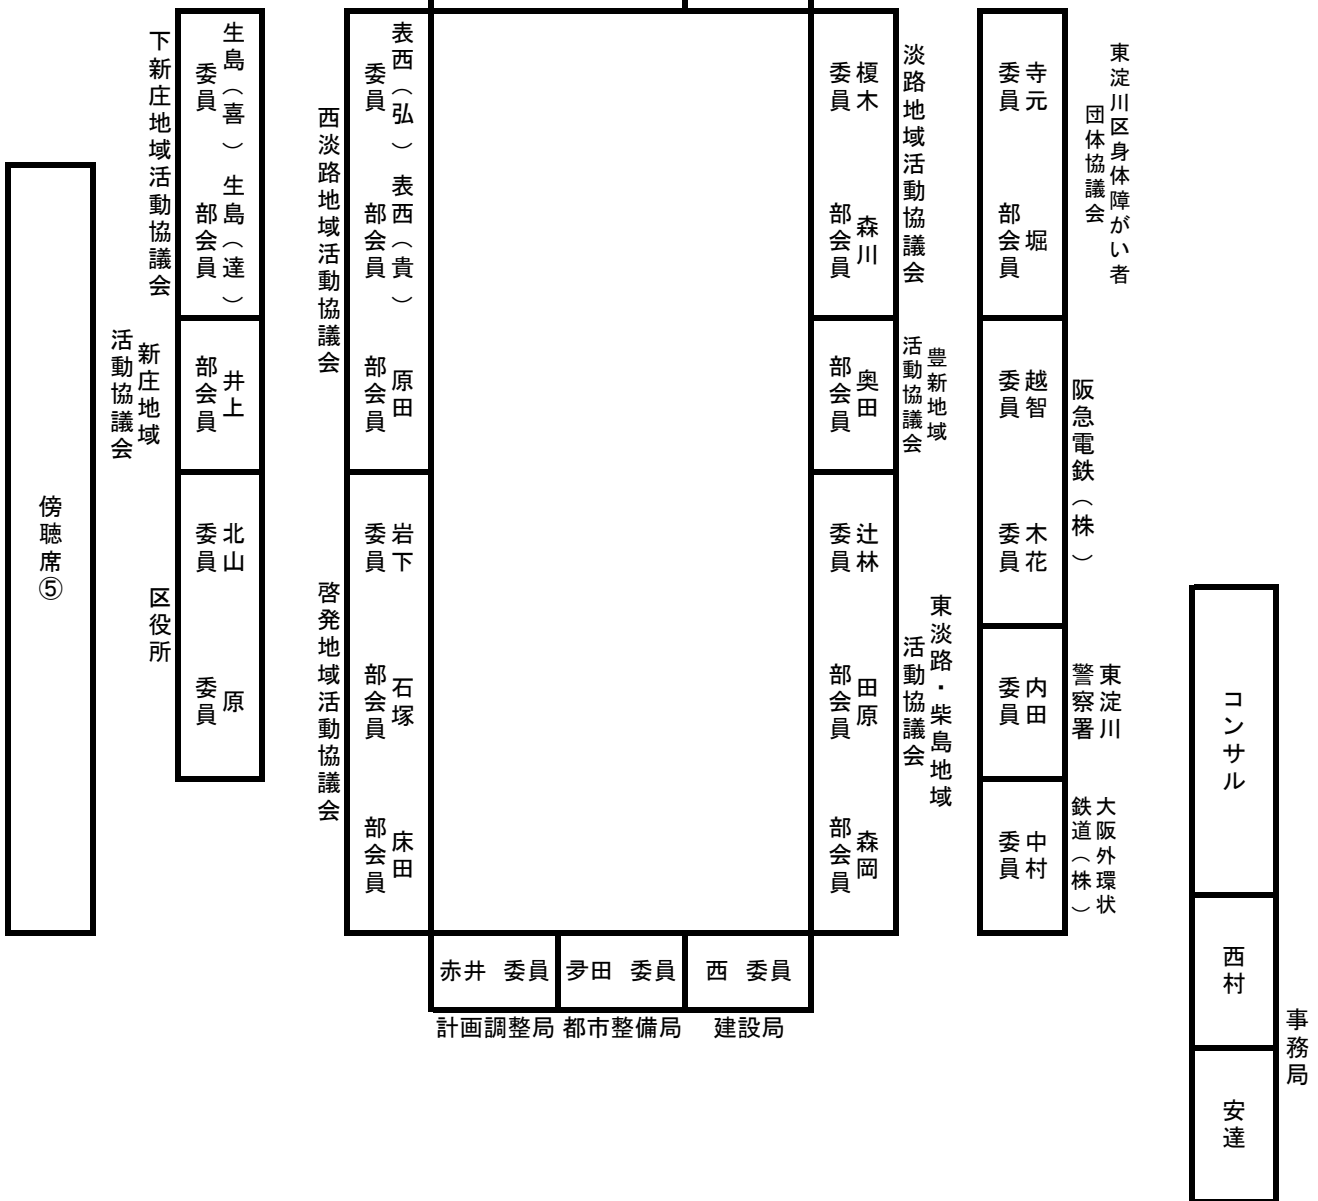 傍聴席⑤
下新庄地域活動協議会
生島(喜)
委員
生島(達)
部会員
新庄地域
活動協議会
井上
部会員
区役所
北山
委員
原
委員
西淡路地域活動協議会
表西(弘)
委員
表西(貴)
部会員
原田
部会員
啓発地域活動協議会
岩下
委員
石塚
部会員
床田
部会員
淡路地域活動協議会
榎木
委員
森川
部会員
豊新地域
活動協議会
奥田
部会員
東淡路・柴島地域
活動協議会
辻林
委員
田原
部会員
森岡
部会員
東淀川区身体障がい者
団体協議会
寺元
委員
堀
部会員
阪急電鉄(株)
越智
委員
木花
委員
東淀川
警察署
内田
委員
大阪外環状
鉄道(株)
中村
委員
赤井 委員
夛田 委員
西 委員
計画調整局
都市整備局
建設局
コンサル
西村
安達
事務局